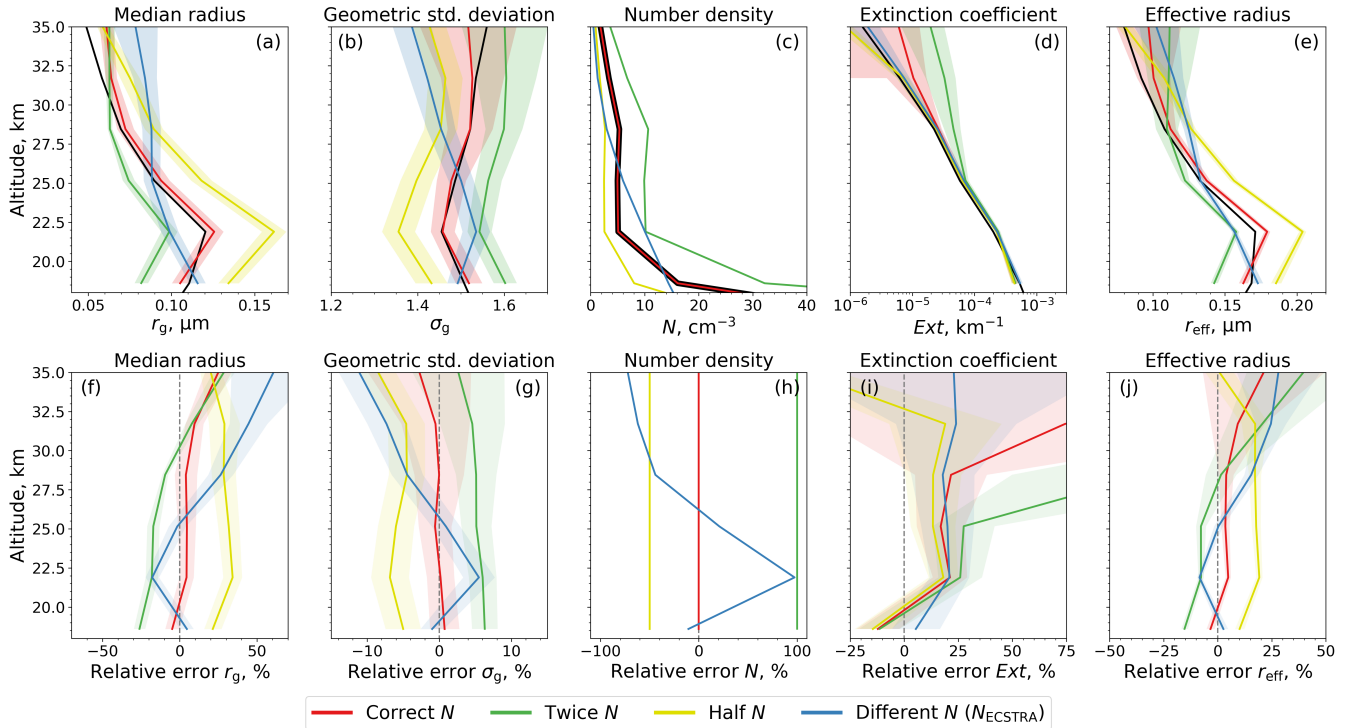 Median radius
Geometric std. deviation
Number density
Extinction coefficient
Effective radius
Altitude, km
35.0
32.5
30.0
27.5
25.0
22.5
20.0
(a)
(b)
(c)
(d)
(e)
0.05 0.10 0.15
1.2 1.4 1.6
0 10 20 30 40
10⁻⁶ 10⁻⁵ 10⁻⁴ 10⁻³
0.10 0.15 0.20
r_g, μm
σ_g
N, cm⁻³
Ext, km⁻¹
r_eff, μm
Median radius
Geometric std. deviation
Number density
Extinction coefficient
Effective radius
Altitude, km
35.0
32.5
30.0
27.5
25.0
22.5
20.0
(f)
(g)
(h)
(i)
(j)
−50 0 50
−10 0 10
−100 0 100
−25 0 25 50 75
−50 −25 0 25 50
Relative error r_g, %
Relative error σ_g, %
Relative error N, %
Relative error Ext, %
Relative error r_eff, %
Correct N
Twice N
Half N
Different N (N_ECSTRA)